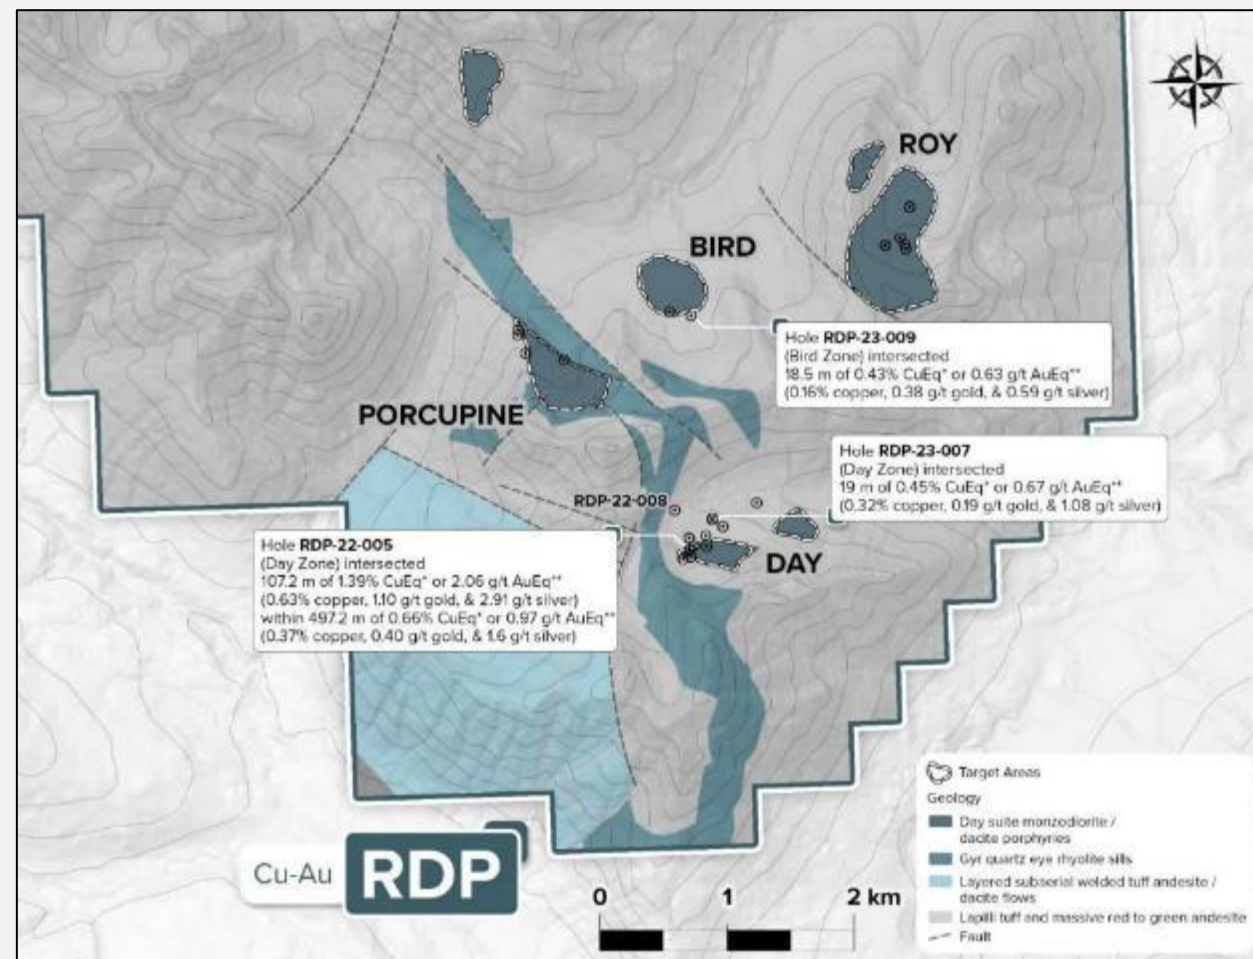 ROY
BIRD
Hole RDP-23-009
(Bird Zone) intersected
18.5 m of 0.43% CuEq* or 0.63 g/t AuEq**
(0.16% copper, 0.38 g/t gold, & 0.59 g/t silver)
PORCUPINE
Hole RDP-23-007
(Day Zone) intersected
19 m of 0.45% CuEq* or 0.67 g/t AuEq**
(0.32% copper, 0.19 g/t gold, & 1.08 g/t silver)
RDP-22-008
DAY
Hole RDP-22-005
(Day Zone) intersected
107.2 m of 1.39% CuEq* or 2.06 g/t AuEq**
(0.63% copper, 1.10 g/t gold, & 2.91 g/t silver)
within 497.2 m of 0.66% CuEq* or 0.97 g/t AuEq**
(0.37% copper, 0.40 g/t gold, & 1.6 g/t silver)
Cu-Au RDP
0 1 2 km
Target Areas
Geology
Day suite monzodiorite /
dacite porphyries
Gyr quartz eye rhyolite sills
Layered subaerial welded tuff andesite /
dacite flows
Lapilli tuff and massive red to green andesite
Fault